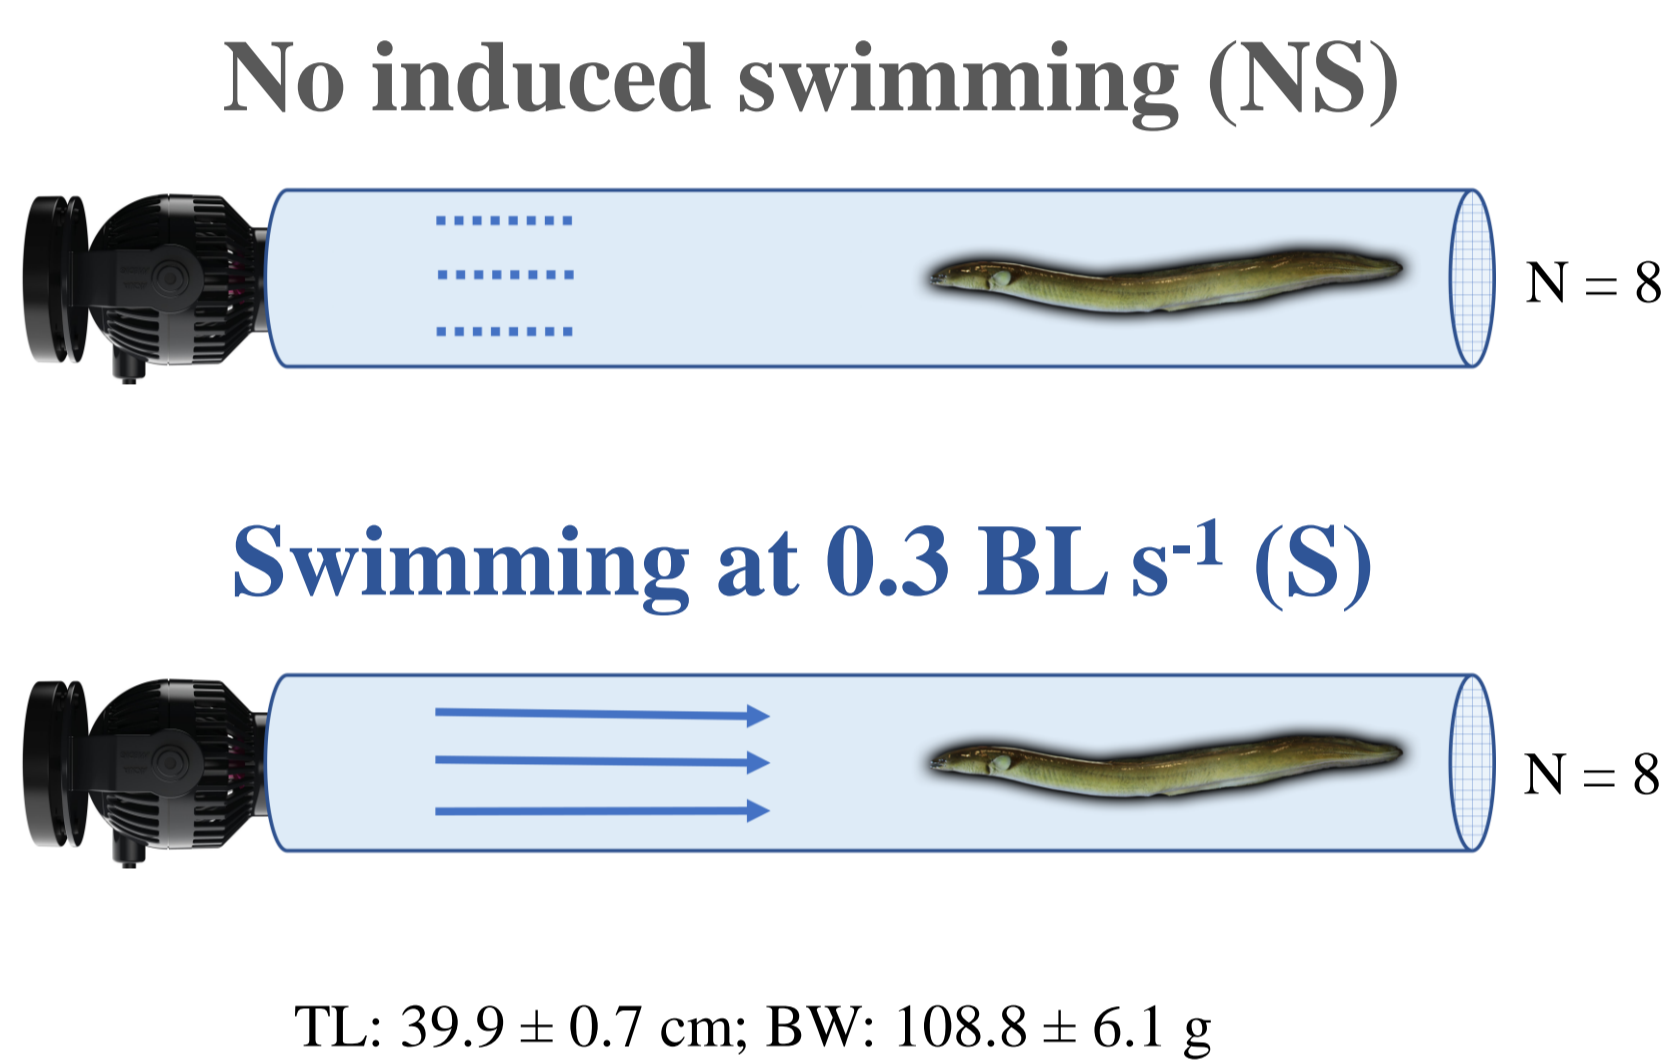 No induced swimming (NS)
N = 8
Swimming at 0.3 BL s⁻¹ (S)
N = 8
TL: 39.9 ± 0.7 cm; BW: 108.8 ± 6.1 g